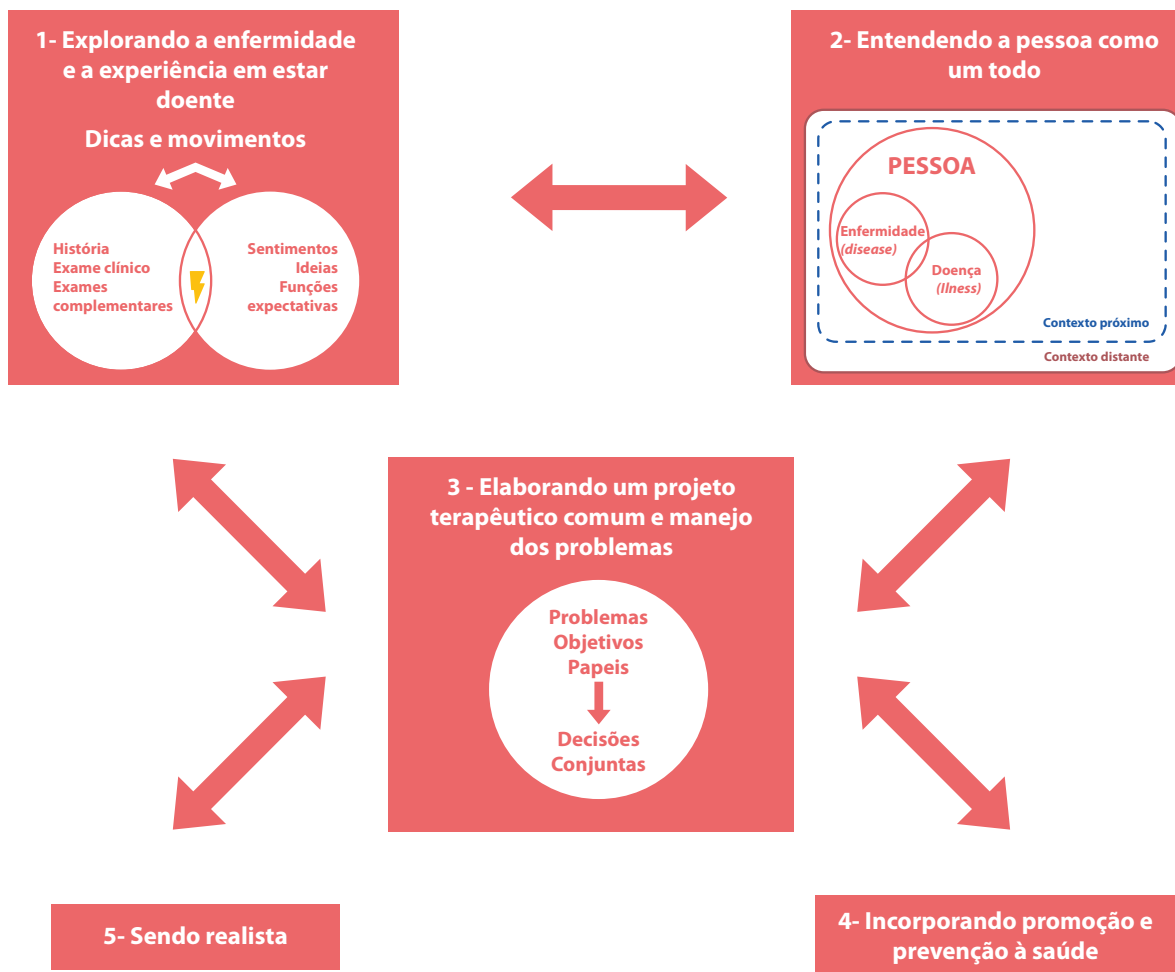 1- Explorando a enfermidade
e a experiência em estar
doente
Dicas e movimentos
História
Exame clínico
Exames
complementares
Sentimentos
Ideias
Funções
expectativas
2- Entendendo a pessoa como
um todo
PESSOA
Enfermidade
(disease)
Doença
(Ilness)
Contexto próximo
Contexto distante
3 - Elaborando um projeto
terapêutico comum e manejo
dos problemas
Problemas
Objetivos
Papeis
Decisões
Conjuntas
5- Sendo realista
4- Incorporando promoção e
prevenção à saúde